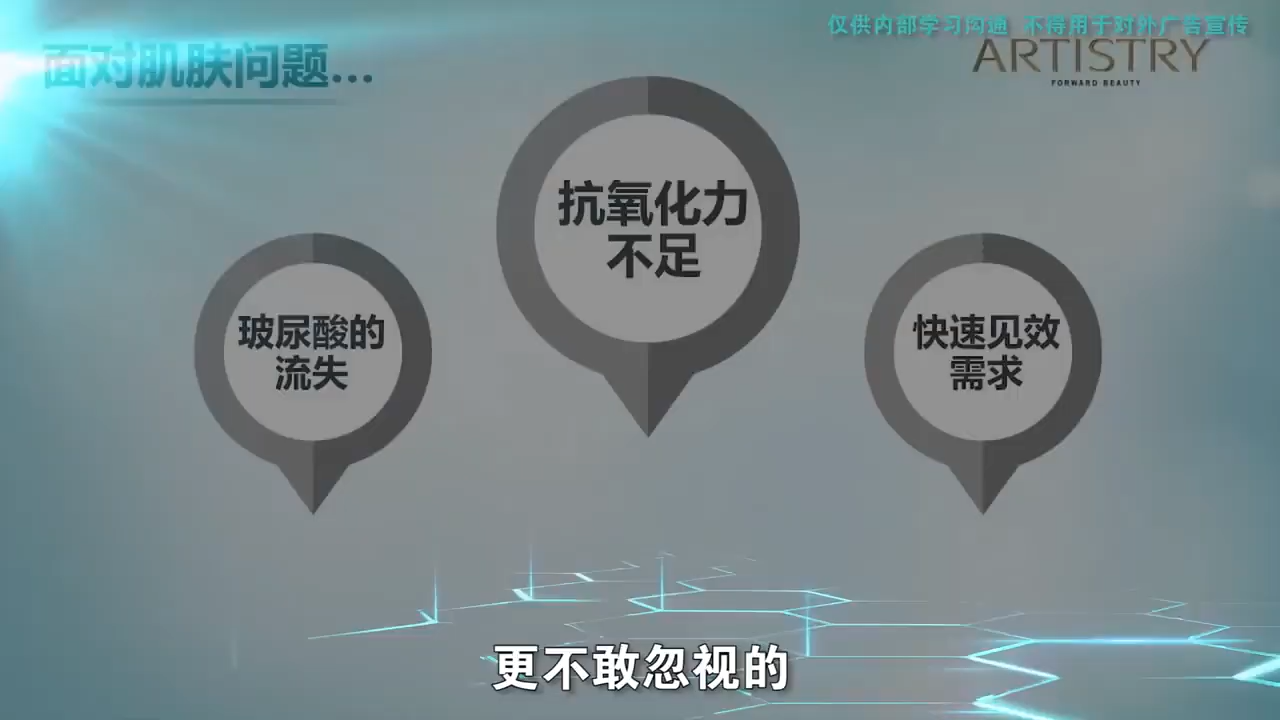 仅供内部学习沟通 不得用于对外广告宣传
面对肌肤问题...
ARTISTRY
FORWARD BEAUTY
抗氧化力
不足
玻尿酸的
流失
快速见效
需求
更不敢忽视的